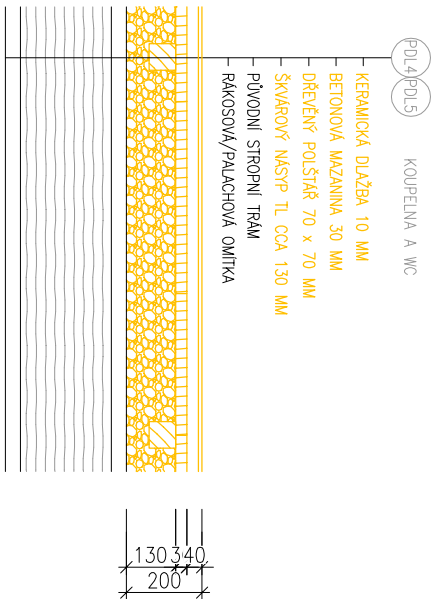 PDL4 PDL5 KOUPELNA A WC
KERAMICKÁ DLAŽBA 10 MM
BETONOVÁ MAZANINA 30 MM
DŘEVĚNÝ POLŠTÁŘ 70 x 70 MM
ŠKVÁROVÝ NÁSYP TL CCA 130 MM
PŮVODNÍ STROPNÍ TRÁM
RÁKOSOVÁ/PALACHOVÁ OMÍTKA
130 3 40
200